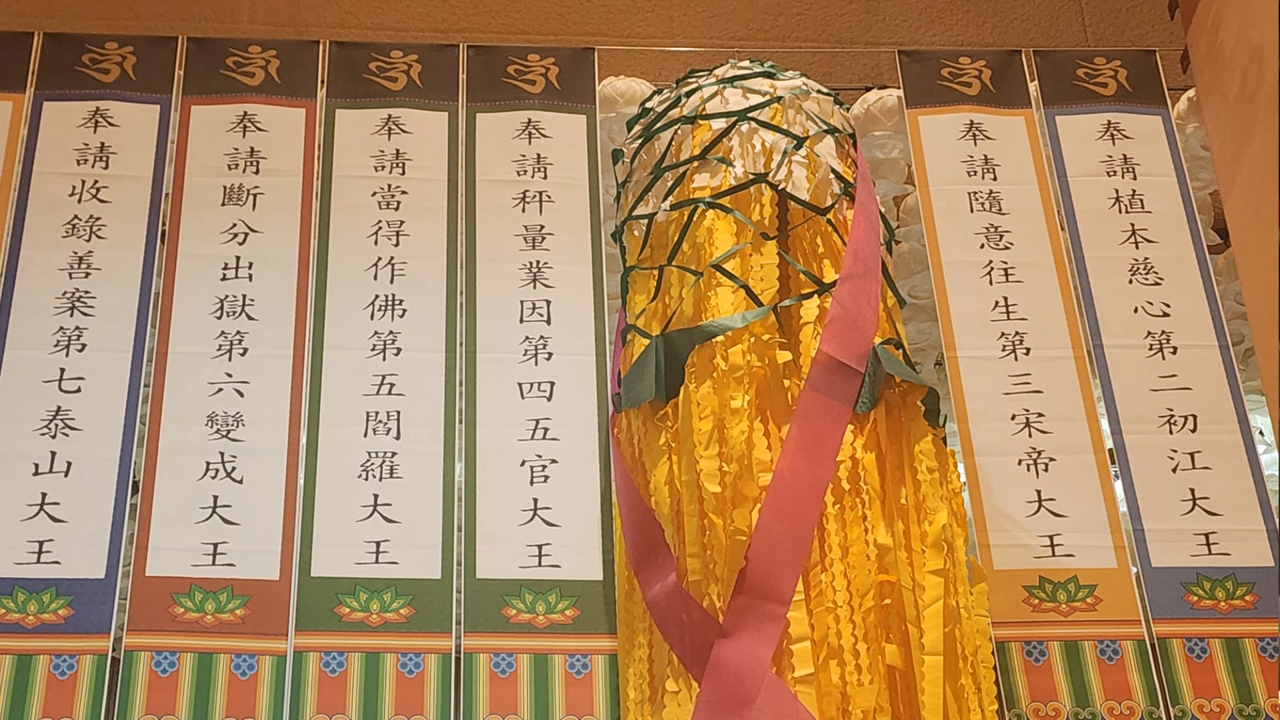 奉請植本慈心第二初江大王
奉請隨意往生第三宋帝大王
奉請秤量業因第四五官大王
奉請當得作佛第五閻羅大王
奉請斷分出獄第六變成大王
奉請收錄善案第七泰山大王